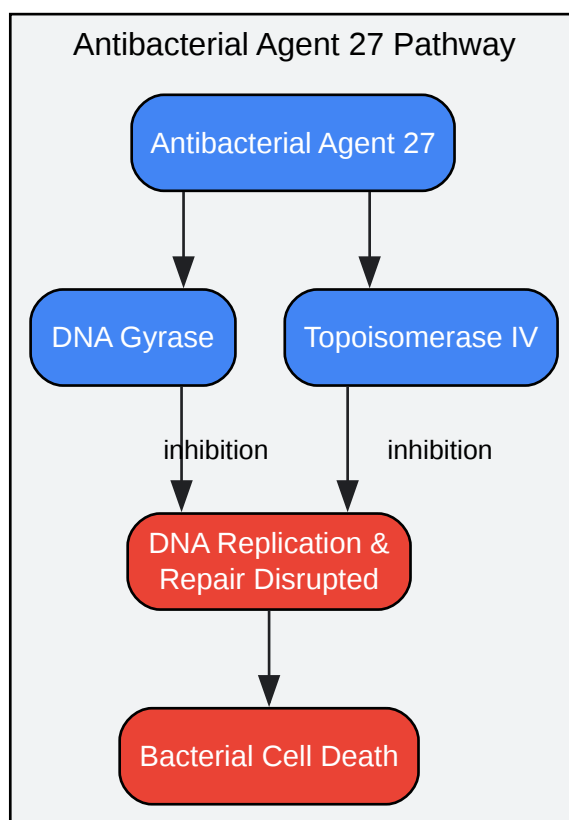 Antibacterial Agent 27 Pathway
Antibacterial Agent 27
DNA Gyrase
Topoisomerase IV
inhibition
inhibition
DNA Replication &
Repair Disrupted
Bacterial Cell Death